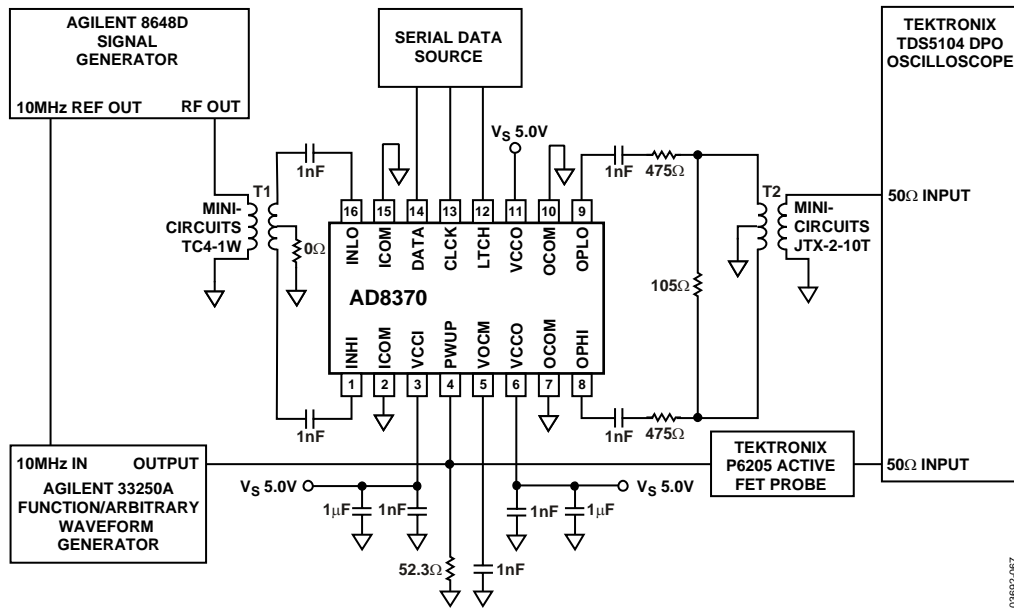 AGILENT 8648D
SIGNAL
GENERATOR
10MHz REF OUT RF OUT
SERIAL DATA
SOURCE
TEKTRONIX
TDS5104 DPO
OSCILLOSCOPE
50Ω INPUT
50Ω INPUT
VS 5.0V
1nF
1nF
475Ω
T1
MINI-
CIRCUITS
TC4-1W
0Ω
T2
MINI-
CIRCUITS
JTX-2-10T
105Ω
16 15 14 13 12 11 10 9
INLO ICOM DATA CLCK LTCH VCCO OCOM OPLO
AD8370
INHI ICOM VCCI PWUP VOCM VCCO OCOM OPHI
1 2 3 4 5 6 7 8
1nF
1nF
475Ω
10MHz IN OUTPUT
AGILENT 33250A
FUNCTION/ARBITRARY
WAVEFORM
GENERATOR
TEKTRONIX
P6205 ACTIVE
FET PROBE
VS 5.0V
VS 5.0V
1μF 1nF
1nF 1μF
52.3Ω
1nF
03692-067